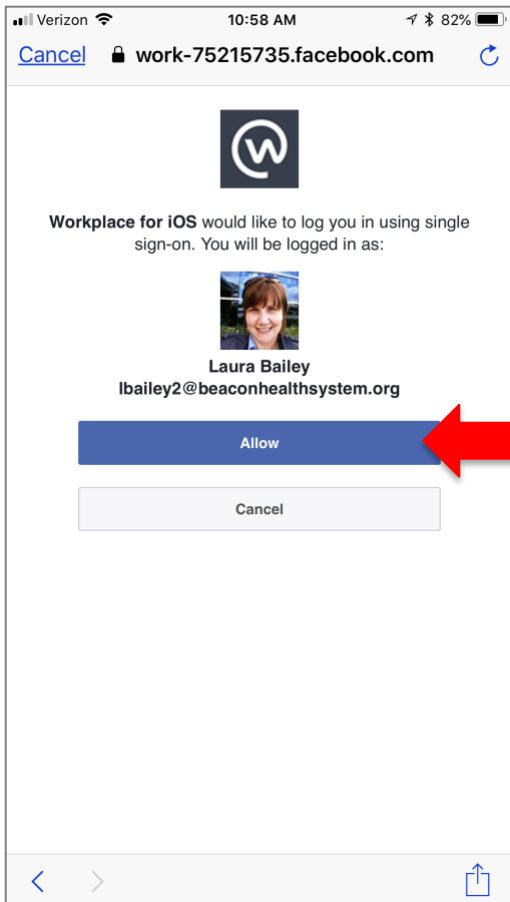 Verizon 10:58 AM 82%
Cancel work-75215735.facebook.com
Workplace for iOS would like to log you in using single
sign-on. You will be logged in as:
Laura Bailey
lbailey2@beaconhealthsystem.org
Allow
Cancel